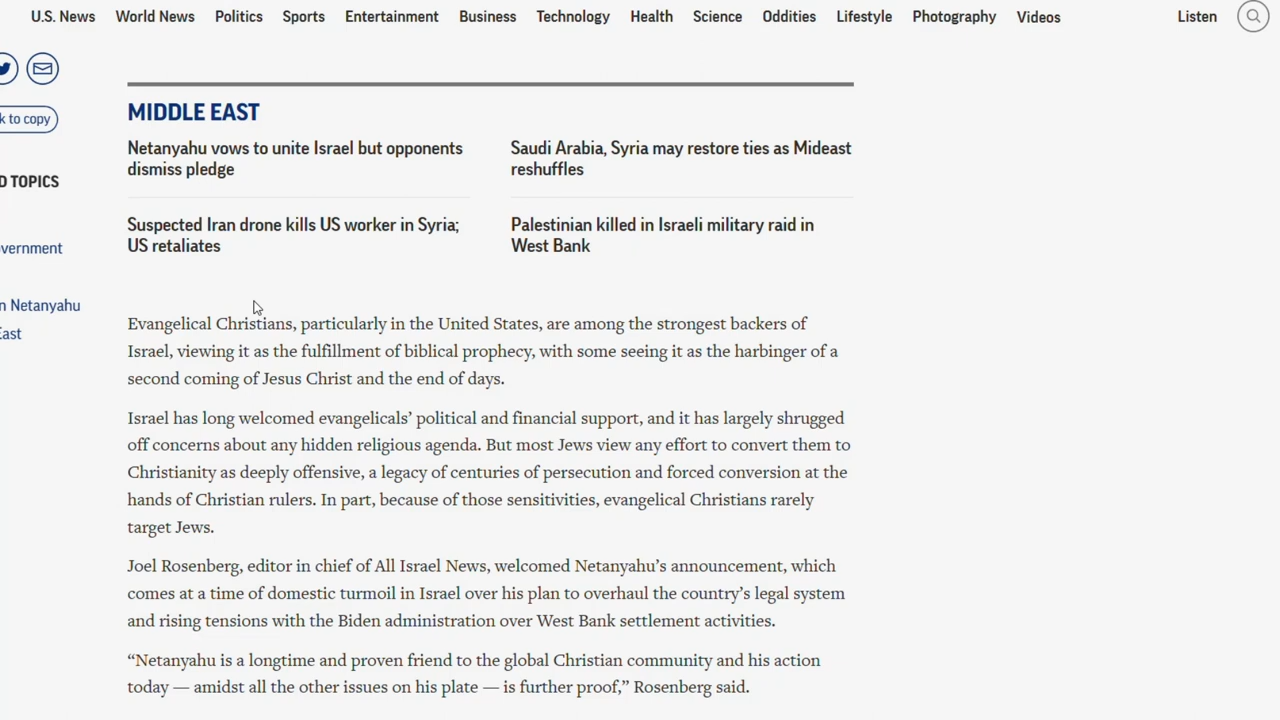 U.S. News World News Politics Sports Entertainment Business Technology Health Science Oddities Lifestyle Photography Videos Listen
k to copy
D TOPICS
vernment
n Netanyahu
East
MIDDLE EAST
Netanyahu vows to unite Israel but opponents
dismiss pledge
Saudi Arabia, Syria may restore ties as Mideast
reshuffles
Suspected Iran drone kills US worker in Syria;
US retaliates
Palestinian killed in Israeli military raid in
West Bank
Evangelical Christians, particularly in the United States, are among the strongest backers of
Israel, viewing it as the fulfillment of biblical prophecy, with some seeing it as the harbinger of a
second coming of Jesus Christ and the end of days.
Israel has long welcomed evangelicals’ political and financial support, and it has largely shrugged
off concerns about any hidden religious agenda. But most Jews view any effort to convert them to
Christianity as deeply offensive, a legacy of centuries of persecution and forced conversion at the
hands of Christian rulers. In part, because of those sensitivities, evangelical Christians rarely
target Jews.
Joel Rosenberg, editor in chief of All Israel News, welcomed Netanyahu’s announcement, which
comes at a time of domestic turmoil in Israel over his plan to overhaul the country’s legal system
and rising tensions with the Biden administration over West Bank settlement activities.
“Netanyahu is a longtime and proven friend to the global Christian community and his action
today — amidst all the other issues on his plate — is further proof,” Rosenberg said.